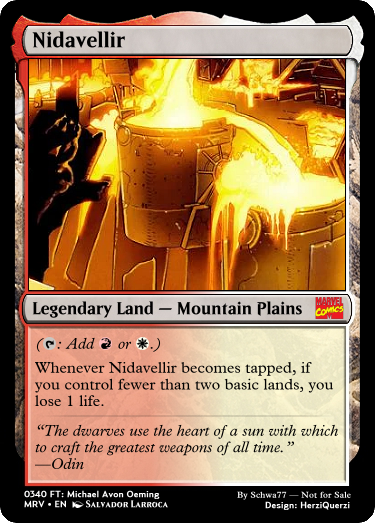 Nidavellir
Legendary Land — Mountain Plains
MARVEL
COMICS
(: Add or .)
Whenever Nidavellir becomes tapped, if
you control fewer than two basic lands, you
lose 1 life.
“The dwarves use the heart of a sun with which
to craft the greatest weapons of all time.”
—Odin
0340 FT: Michael Avon Oeming
MRV • EN Salvador Larroca
By Schwa77 — Not for Sale
Design: HerziQuerzi